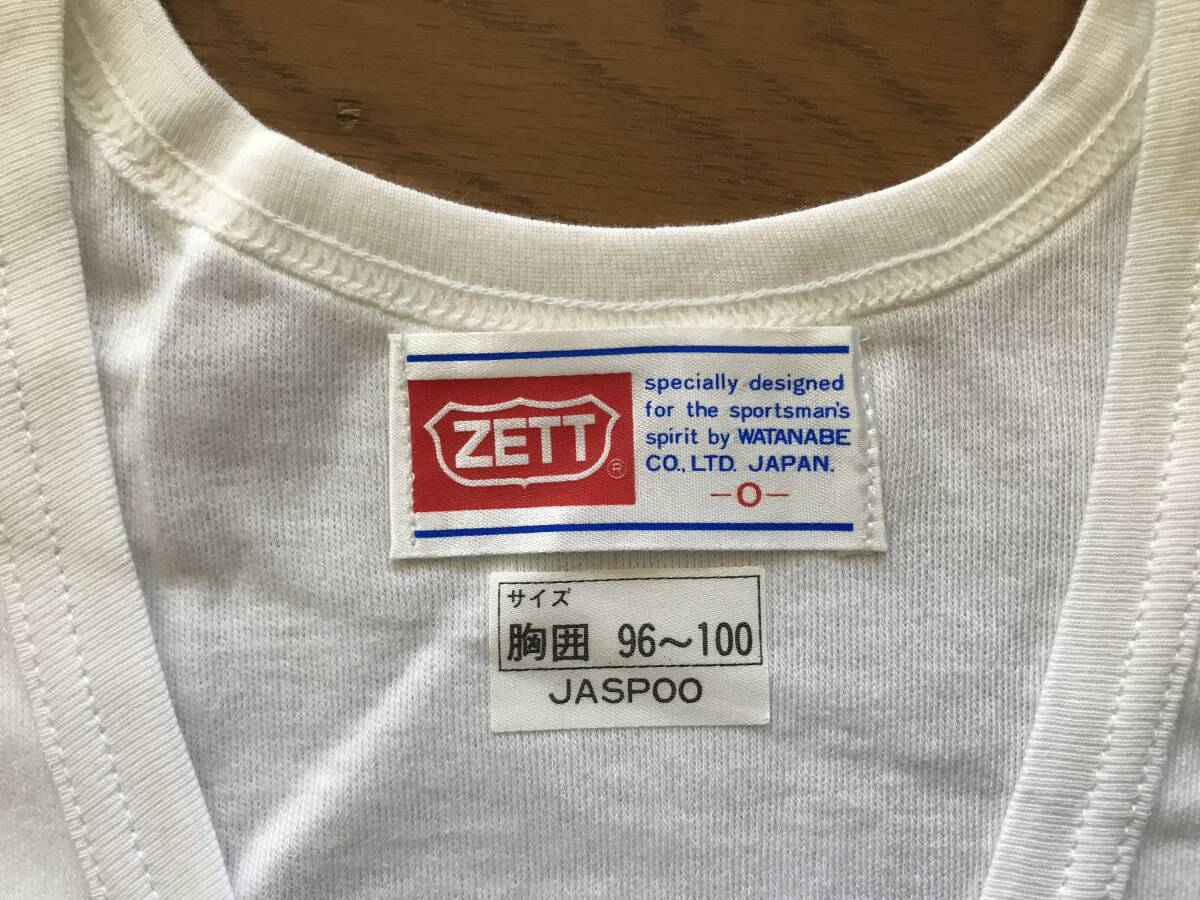 ZETT
®
specially designed
for the sportsman's
spirit by WATANABE
CO., LTD. JAPAN.
-O-
サイズ
胸囲 96～100
JASPOO